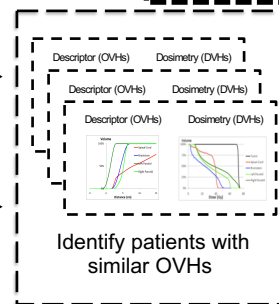 Descriptor (OVHs) Dosimetry (DVHs)
Descriptor (OVHs) Dosimetry (DVHs)
Descriptor (OVHs) Dosimetry (DVHs)
Volume
Volume
Distance (cm)
Dose (Gy)
Identify patients with
similar OVHs